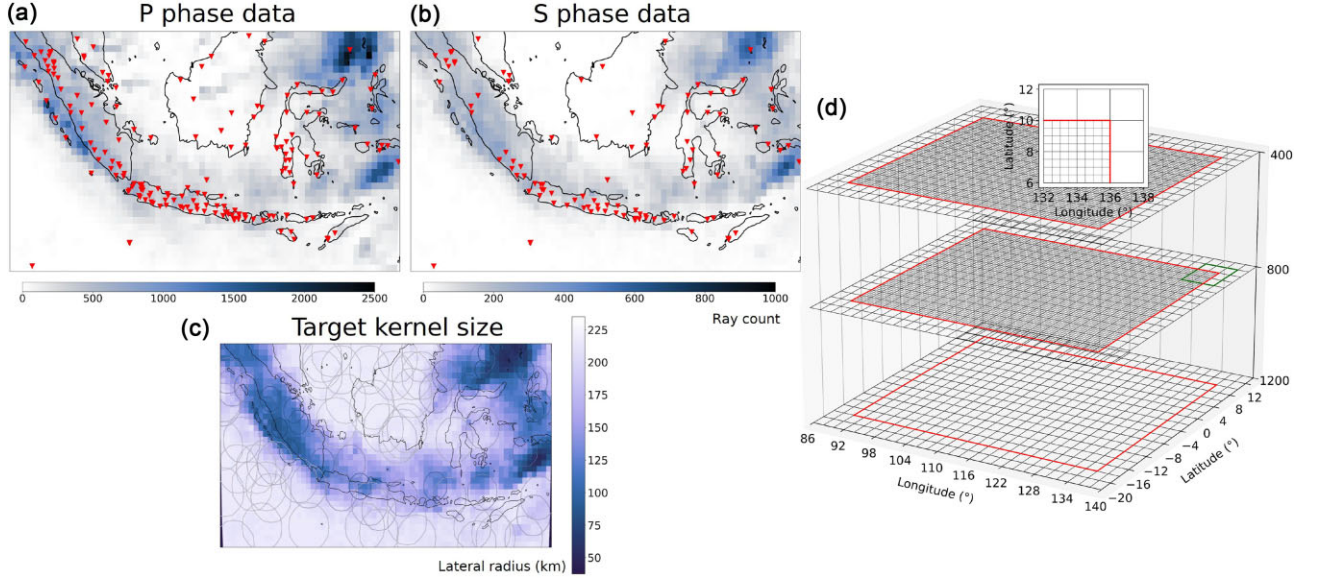 (a)
P phase data
(b)
S phase data
0 500 1000 1500 2000 2500
0 200 400 600 800 1000
Ray count
(c)
Target kernel size
225
200
175
150
125
100
75
50
Lateral radius (km)
(d)
12
10
8
6
Latitude (°)
132 134 136 138
Longitude (°)
400
800
1200
86 92 98 104 110 116 122 128 134 140
Longitude (°)
−20 −16 −12 −8 −4 0 4 8 12
Latitude (°)